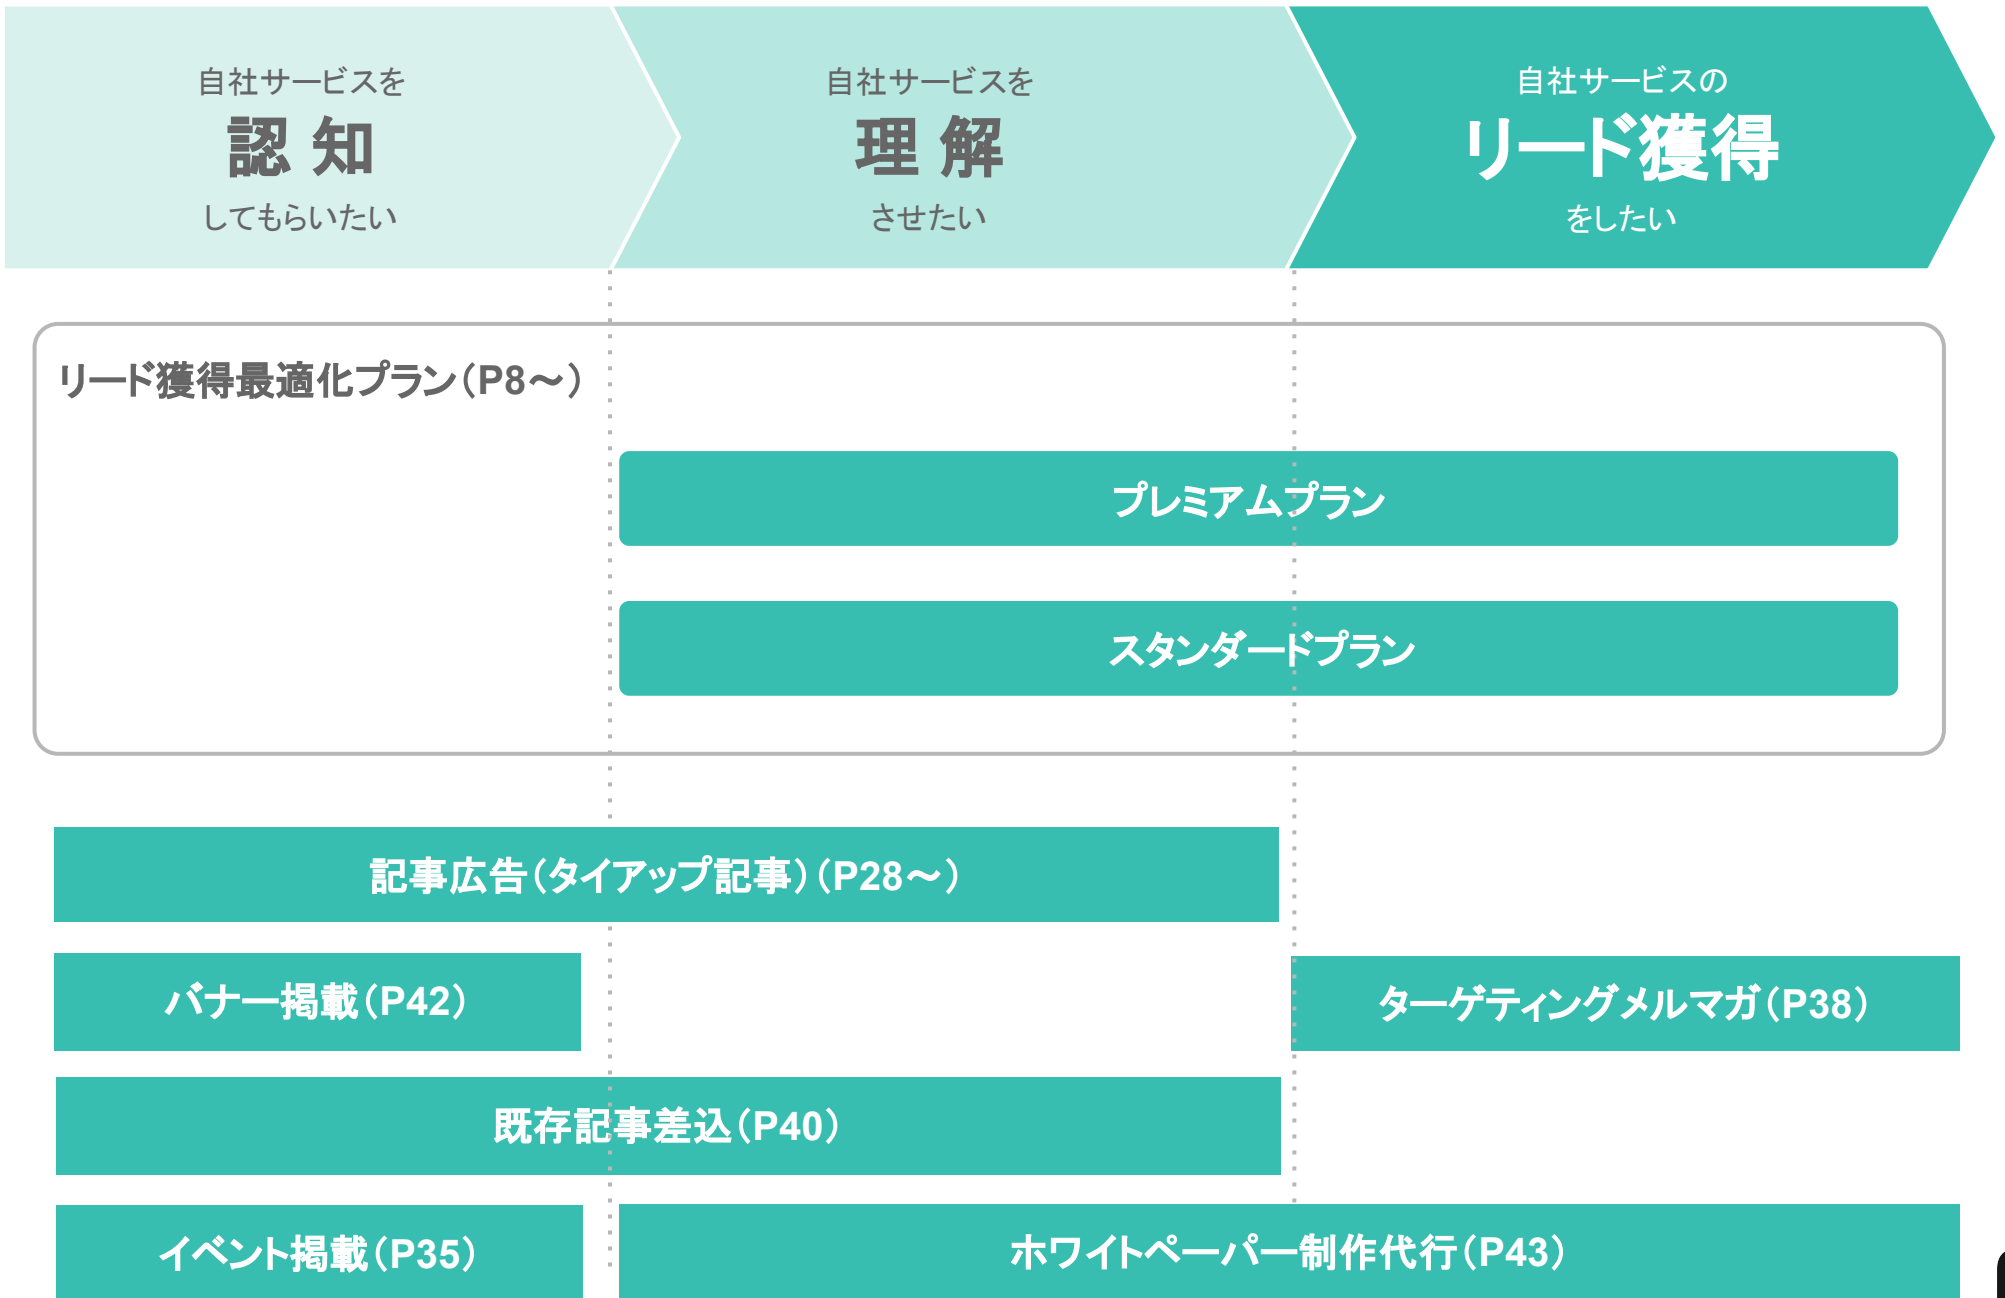 自社サービスを
認 知
してもらいたい
自社サービスを
理 解
させたい
自社サービスの
リード獲得
をしたい
リード獲得最適化プラン（P8～）
プレミアムプラン
スタンダードプラン
記事広告（タイアップ記事）（P28～）
バナー掲載（P42）
ターゲティングメルマガ（P38）
既存記事差込（P40）
イベント掲載（P35）
ホワイトペーパー制作代行（P43）